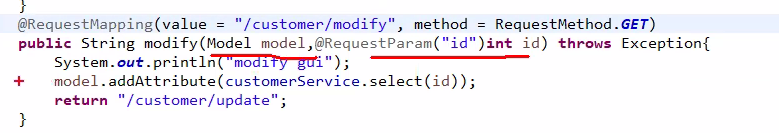 }
@RequestMapping(value = "/customer/modify", method = RequestMethod.GET)
public String modify(Model model,@RequestParam("id")int id) throws Exception{
System.out.println("modify gui");
+ model.addAttribute(customerService.select(id));
return "/customer/update";
}